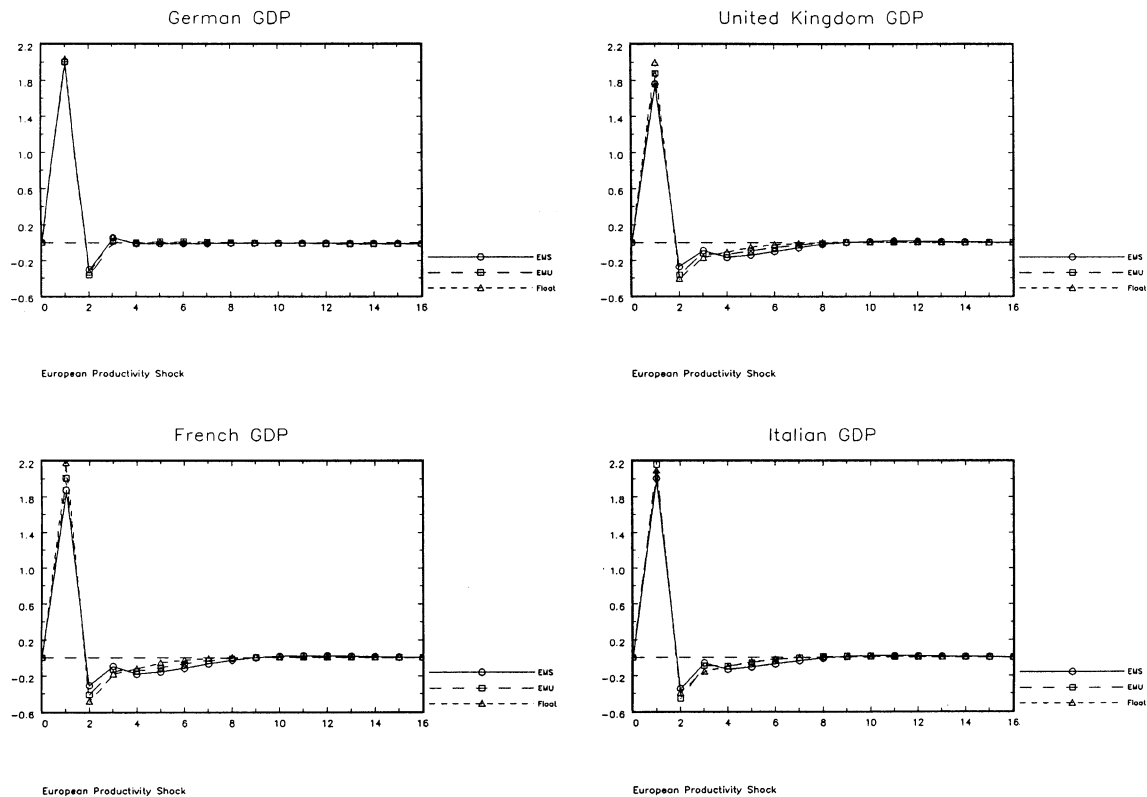 German GDP
2.2
1.8
1.4
1.0
0.6
0.2
-0.2
-0.6
0 2 4 6 8 10 12 14 16
EMS
EMU
Float
European Productivity Shock
United Kingdom GDP
2.2
1.8
1.4
1.0
0.6
0.2
-0.2
-0.6
0 2 4 6 8 10 12 14 16
EMS
EMU
Float
European Productivity Shock
French GDP
2.2
1.8
1.4
1.0
0.6
0.2
-0.2
-0.6
0 2 4 6 8 10 12 14 16
EMS
EMU
Float
European Productivity Shock
Italian GDP
2.2
1.8
1.4
1.0
0.6
0.2
-0.2
-0.6
0 2 4 6 8 10 12 14 16
EMS
EMU
Float
European Productivity Shock